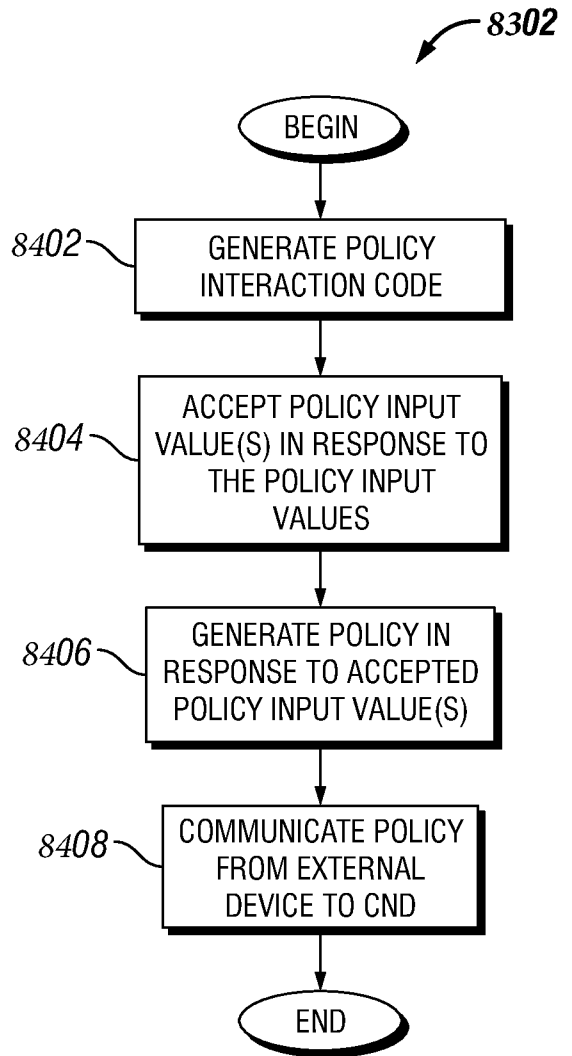 8302
BEGIN
8402
GENERATE POLICY
INTERACTION CODE
8404
ACCEPT POLICY INPUT
VALUE(S) IN RESPONSE TO
THE POLICY INPUT
VALUES
8406
GENERATE POLICY IN
RESPONSE TO ACCEPTED
POLICY INPUT VALUE(S)
8408
COMMUNICATE POLICY
FROM EXTERNAL
DEVICE TO CND
END